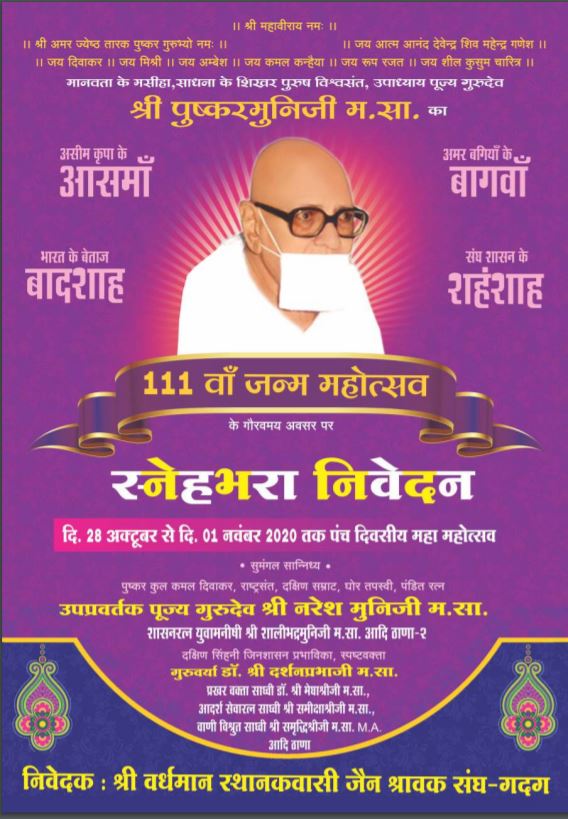 ।। श्री महावीराय नमः ।।
।। श्री अमर ज्येष्ठ तारक पुष्कर गुरुभ्यो नमः ।। ।। जय आत्म आनंद देवेन्द्र शिव महेन्द्र गणेश ।।
।। जय दिवाकर ।। जय मिश्री ।। जय अम्बेश ।। जय कमल कन्हैया ।। जय रूप रजत ।। जय शील कुसुम चारित्र ।।
मानवता के मसीहा,साधना के शिखर पुरुष विश्वसंत, उपाध्याय पूज्य गुरुदेव
श्री पुष्करमुनिजी म.सा. का
असीम कृपा के
आसमाँ
अमर बगियाँ के
बागवाँ
भारत के बेताज
बादशाह
संघ शासन के
शहंशाह
111 वाँ जन्म महोत्सव
के गौरवमय अवसर पर
स्नेहभरा निवेदन
दि. 28 अक्टूबर से दि. 01 नवंबर 2020 तक पंच दिवसीय महा महोत्सव
• सुमंगल सान्निध्य •
पुष्कर कुल कमल दिवाकर, राष्ट्रसंत, दक्षिण सम्राट, घोर तपस्वी, पंडित रत्न
उपप्रवर्तक पूज्य गुरुदेव श्री नरेश मुनिजी म.सा.
शासनरत्न युवामनीषी श्री शालीभद्रमुनिजी म.सा. आदि ठाणा-२
दक्षिण सिंहनी जिनशासन प्रभाविका, स्पष्टवक्ता
गुरुवर्या डॉ. श्री दर्शनप्रभाजी म.सा.
प्रखर वक्ता साध्वी डॉ. श्री मेघाश्रीजी म.सा.,
आदर्श सेवारत्न साध्वी श्री समीक्षाश्रीजी म.सा.,
वाणी विश्रुत साध्वी श्री समृद्धिश्रीजी म.सा. M.A.
आदि ठाणा
निवेदक : श्री वर्धमान स्थानकवासी जैन श्रावक संघ-गदग